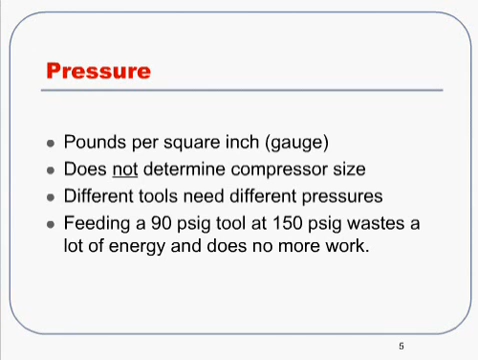 Pressure
Pounds per square inch (gauge)
Does not determine compressor size
Different tools need different pressures
Feeding a 90 psig tool at 150 psig wastes a
lot of energy and does no more work.
5